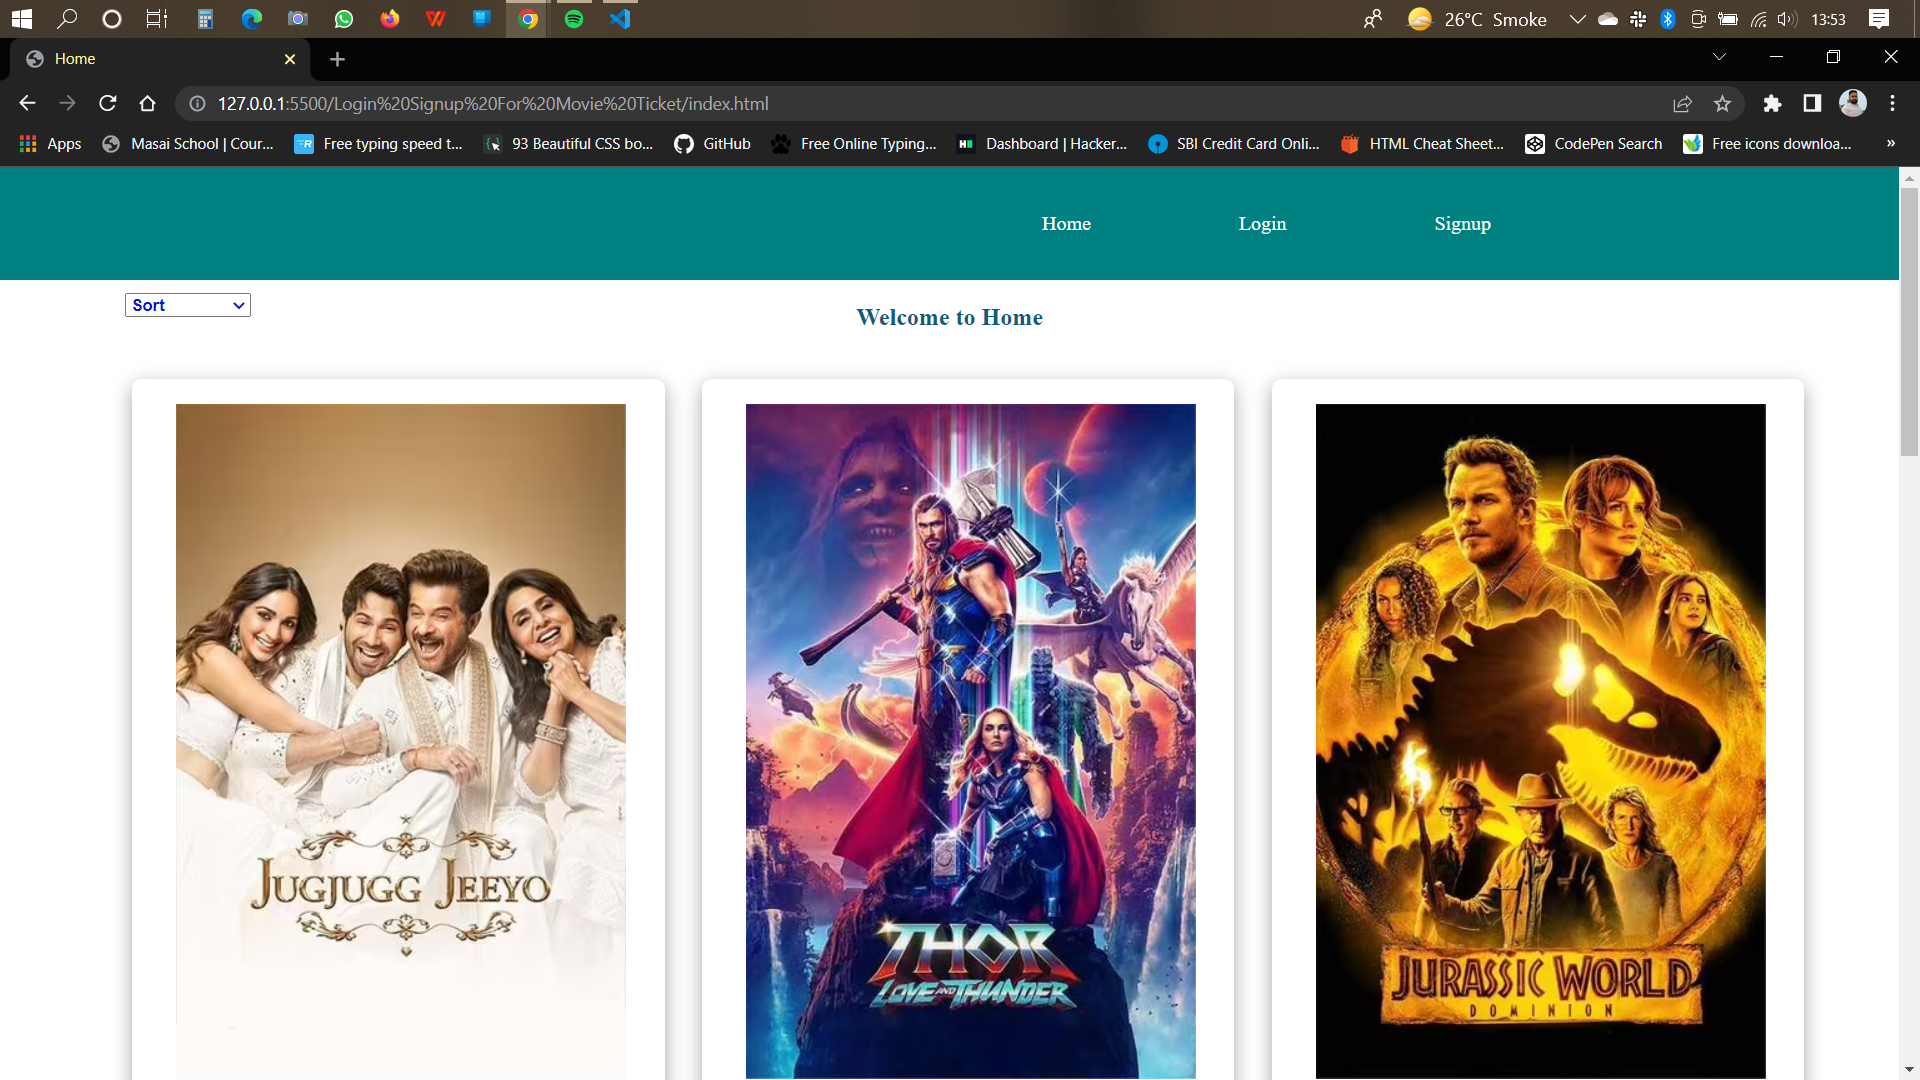 26°C Smoke
13:53
Home
127.0.0.1:5500/Login%20Signup%20For%20Movie%20Ticket/index.html
Apps
Masai School | Cour...
Free typing speed t...
93 Beautiful CSS bo...
GitHub
Free Online Typing...
Dashboard | Hacker...
SBI Credit Card Onli...
HTML Cheat Sheet...
CodePen Search
Free icons downloa...
»
Home
Login
Signup
Sort
Welcome to Home
JUGJUGG JEEYO
THOR
LOVE AND THUNDER
JURASSIC WORLD
DOMINION